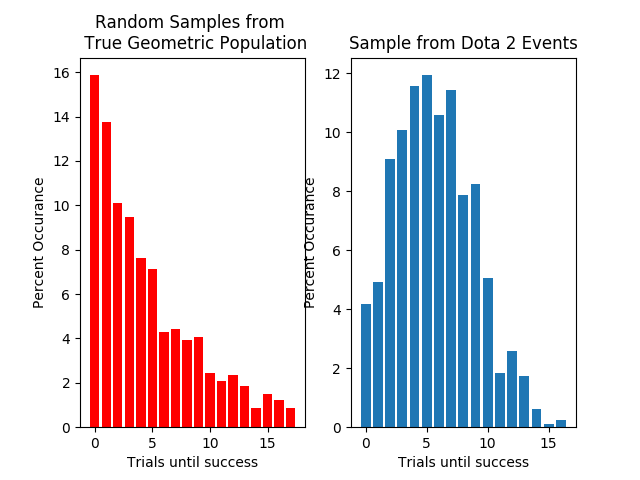 Random Samples from
True Geometric Population
Percent Occurance
16
14
12
10
8
6
4
2
0
0 5 10 15
Trials until success
Sample from Dota 2 Events
Percent Occurance
12
10
8
6
4
2
0
0 5 10 15
Trials until success